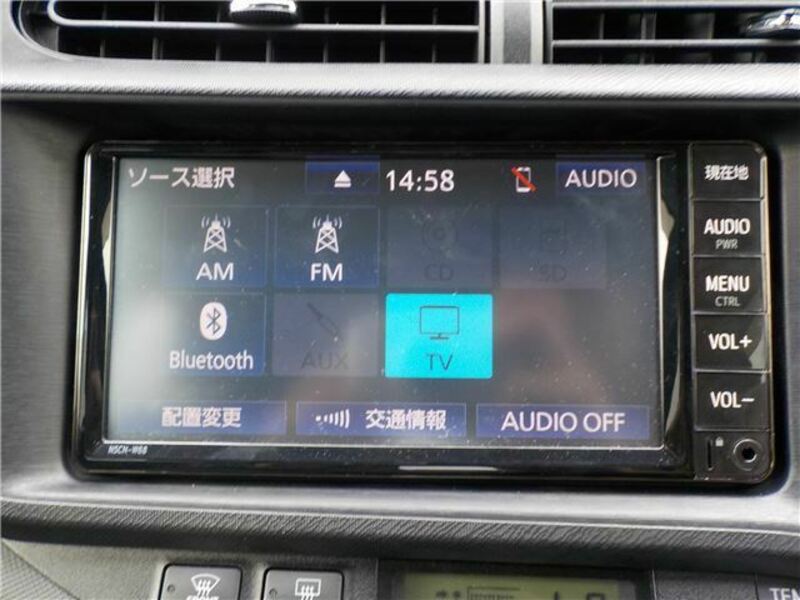 ソース選択
14:58
AUDIO
現在地
AM
FM
CD
SD
AUDIO
PWR
MENU
CTRL
Bluetooth
AUX
TV
VOL+
VOL-
配置変更
交通情報
AUDIO OFF
NSCN-W68
FRONT